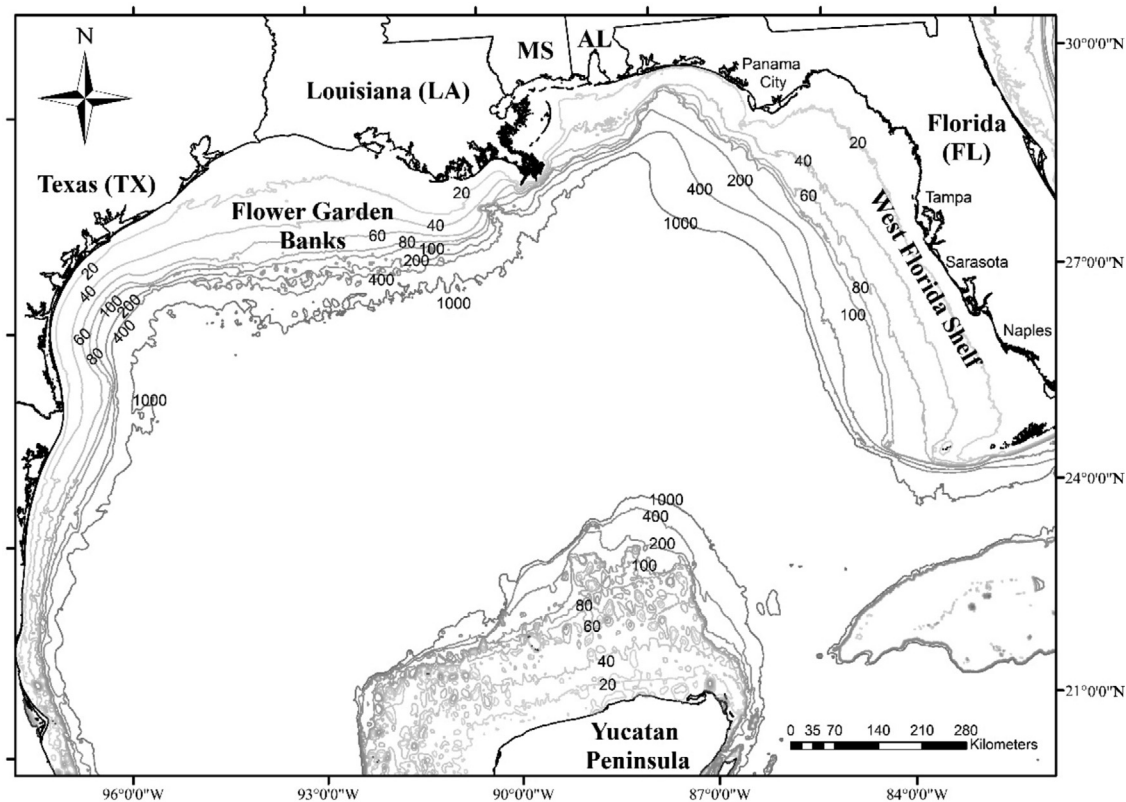 N
MS
AL
Panama
City
30°0'0"N
Louisiana (LA)
Florida
(FL)
20
40
60
Texas (TX)
20
Flower Garden
Banks
40
60
80
100
200
400
1000
200
400
1000
Tampa
West Florida Shelf
27°0'0"N
Sarasota
20
40
100
200
400
60
80
1000
80
100
Naples
24°0'0"N
1000
400
200
100
80
60
40
20
21°0'0"N
Yucatan
Peninsula
0 35 70 140 210 280
Kilometers
96°0'0"W 93°0'0"W 90°0'0"W 87°0'0"W 84°0'0"W